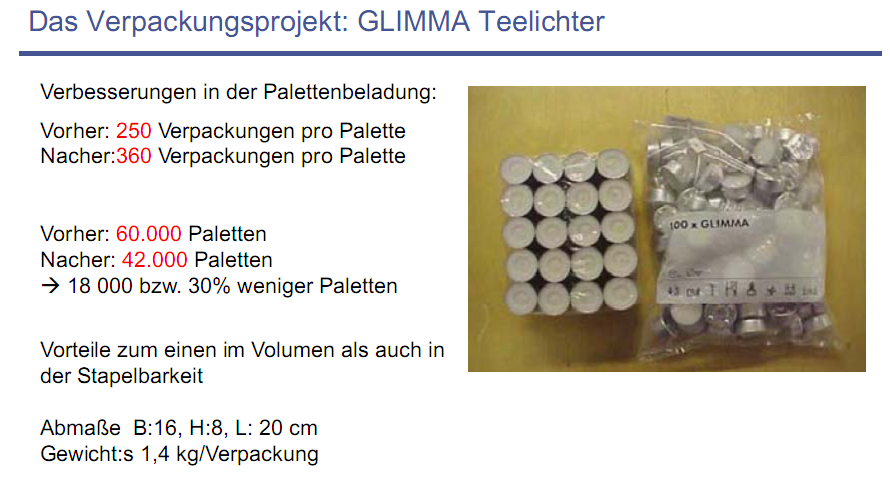 Das Verpackungsprojekt: GLIMMA Teelichter
Verbesserungen in der Palettenbeladung:
Vorher: 250 Verpackungen pro Palette
Nacher:360 Verpackungen pro Palette
Vorher: 60.000 Paletten
Nacher: 42.000 Paletten
→ 18 000 bzw. 30% weniger Paletten
Vorteile zum einen im Volumen als auch in
der Stapelbarkeit
Abmaße B:16, H:8, L: 20 cm
Gewicht:s 1,4 kg/Verpackung
100 x GLIMMA